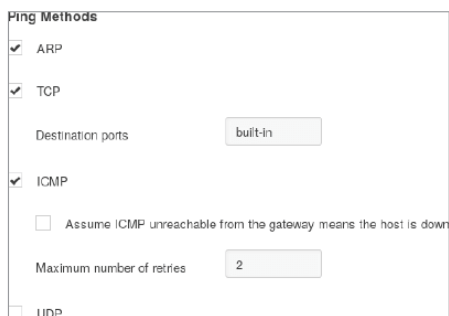 Ping Methods
ARP
TCP
Destination ports built-in
ICMP
Assume ICMP unreachable from the gateway means the host is down
Maximum number of retries 2
UDP